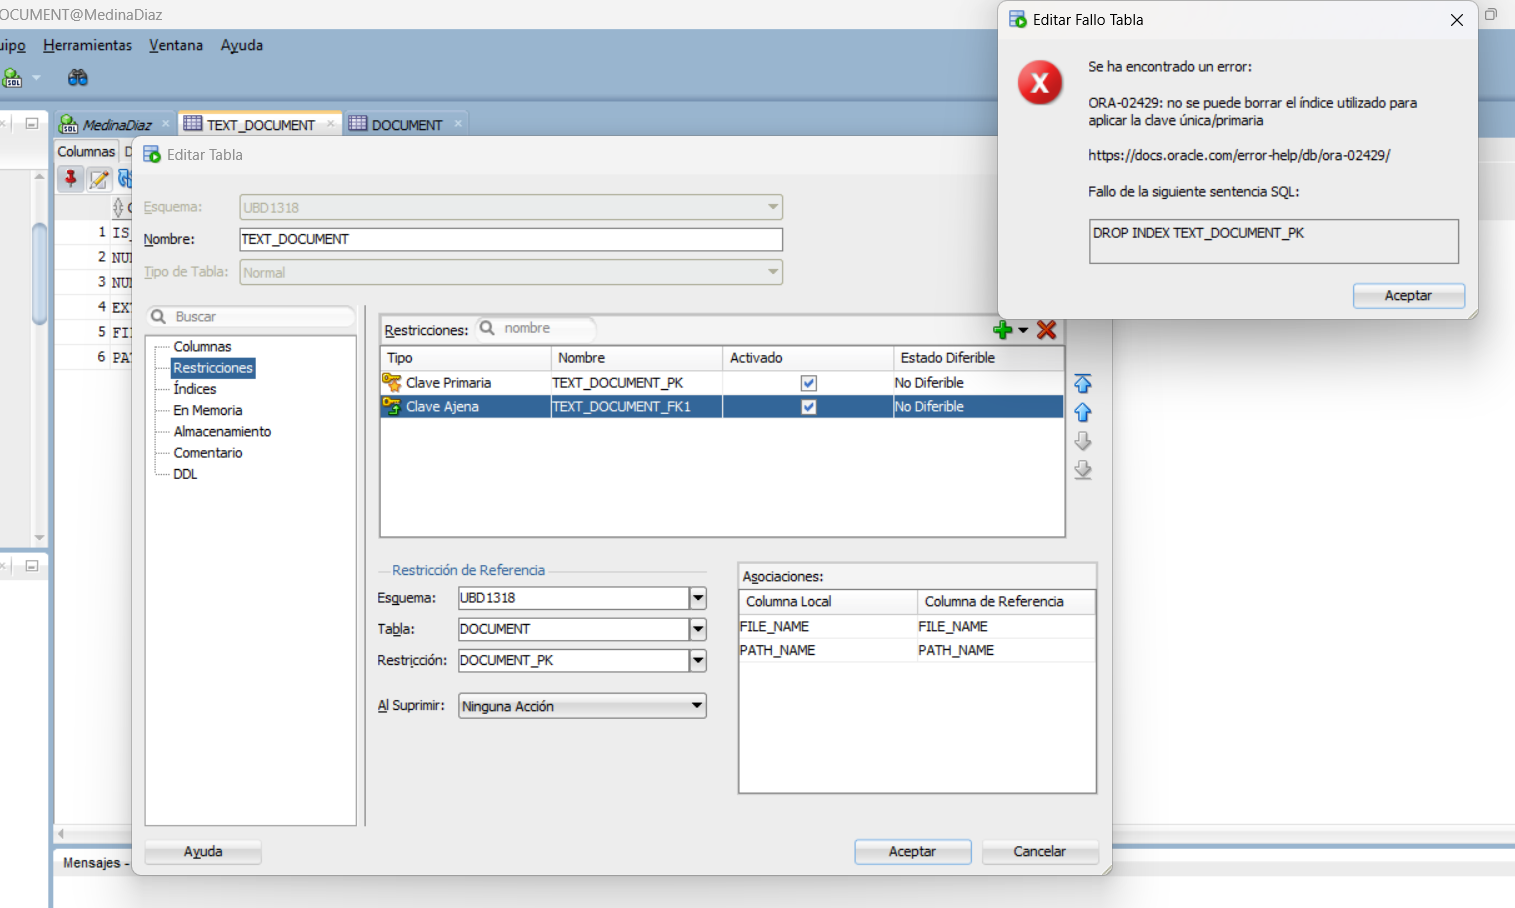 OCUMENT@MedinaDiaz
uipo Herramientas Ventana Ayuda
MedinaDiaz
TEXT_DOCUMENT
DOCUMENT
Columnas
Editar Tabla
Esquema: UBD1318
Nombre: TEXT_DOCUMENT
Tipo de Tabla: Normal
1 IS_
2 NU
3 NU
4 EX
5 FI
6 PA
Buscar
Columnas
Restricciones
Índices
En Memoria
Almacenamiento
Comentario
DDL
Restricciones: nombre
Tipo Nombre Activado Estado Diferible
Clave Primaria TEXT_DOCUMENT_PK No Diferible
Clave Ajena TEXT_DOCUMENT_FK1 No Diferible
Restricción de Referencia
Esquema: UBD1318
Tabla: DOCUMENT
Restricción: DOCUMENT_PK
Al Suprimir: Ninguna Acción
Asociaciones:
Columna Local Columna de Referencia
FILE_NAME FILE_NAME
PATH_NAME PATH_NAME
Ayuda
Aceptar
Cancelar
Mensajes -
Editar Fallo Tabla
Se ha encontrado un error:
ORA-02429: no se puede borrar el índice utilizado para
aplicar la clave única/primaria
https://docs.oracle.com/error-help/db/ora-02429/
Fallo de la siguiente sentencia SQL:
DROP INDEX TEXT_DOCUMENT_PK
Aceptar